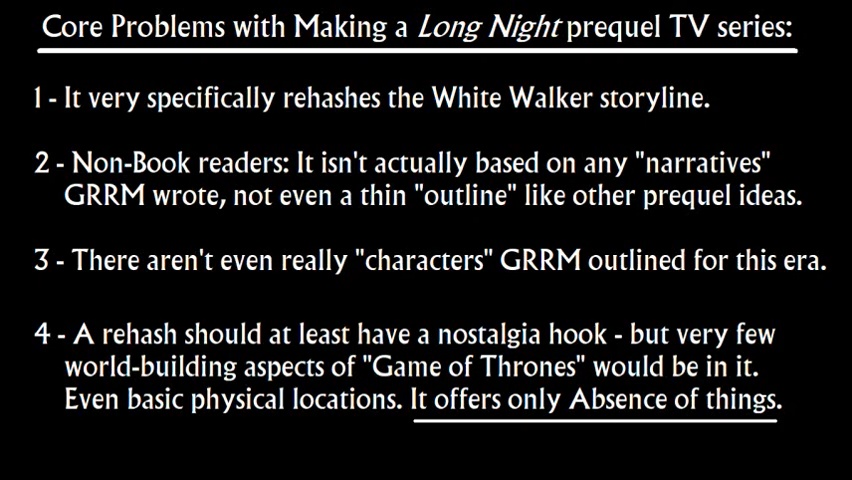 Core Problems with Making a Long Night prequel TV series:
1 - It very specifically rehashes the White Walker storyline.
2 - Non-Book readers: It isn't actually based on any "narratives"
GRRM wrote, not even a thin "outline" like other prequel ideas.
3 - There aren't even really "characters" GRRM outlined for this era.
4 - A rehash should at least have a nostalgia hook - but very few
world-building aspects of "Game of Thrones" would be in it.
Even basic physical locations. It offers only Absence of things.